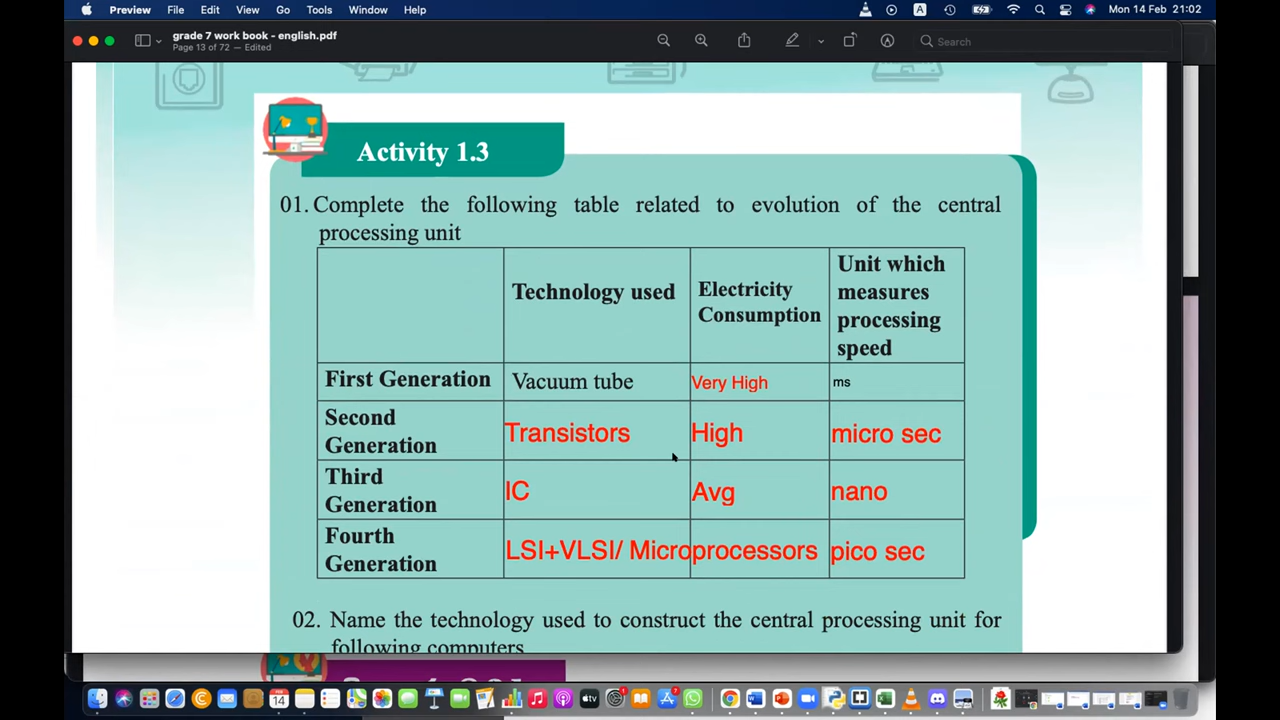 Preview File Edit View Go Tools Window Help Mon 14 Feb 21:02
grade 7 work book - english.pdf
Page 13 of 72 — Edited
Search
Activity 1.3
01. Complete the following table related to evolution of the central
processing unit
Technology used
Electricity
Consumption
Unit which
measures
processing
speed
First Generation Vacuum tube Very High ms
Second
Generation
Transistors High micro sec
Third
Generation
IC Avg nano
Fourth
Generation
LSI+VLSI/ Microprocessors pico sec
02. Name the technology used to construct the central processing unit for
following computers